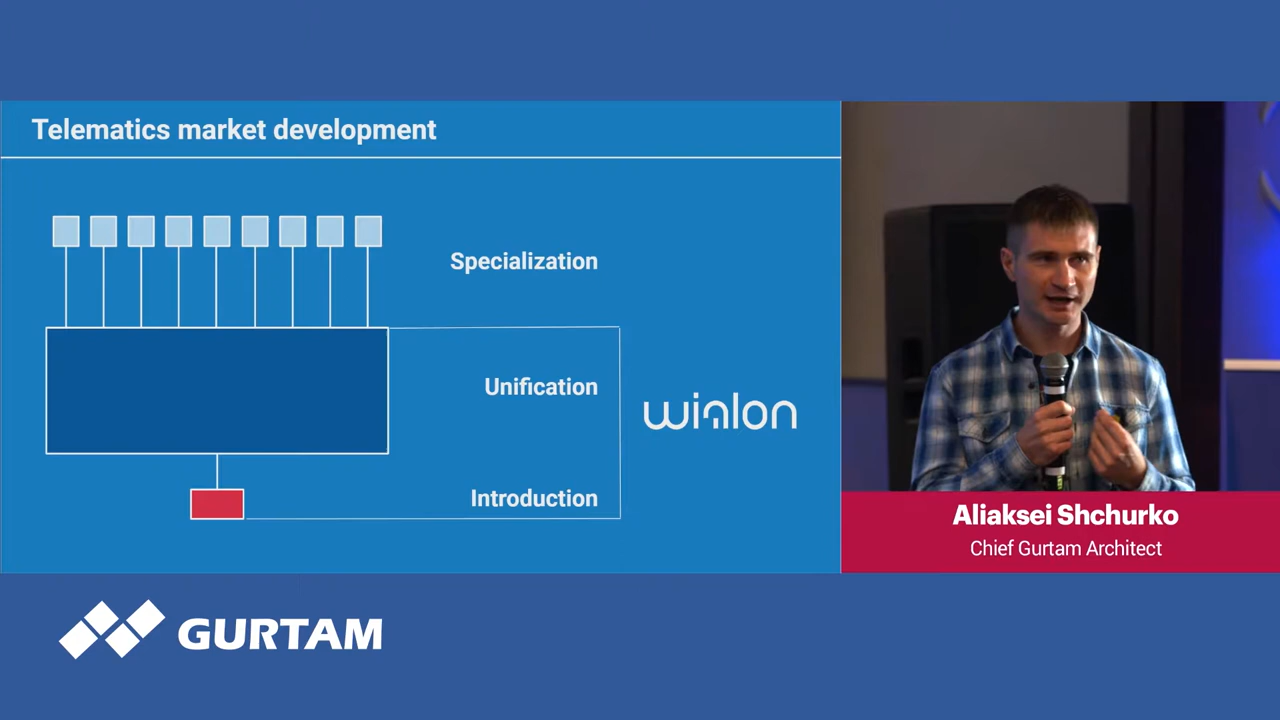 Telematics market development
Specialization
Unification
wialon
Introduction
Aliaksei Shchurko
Chief Gurtam Architect
GURTAM